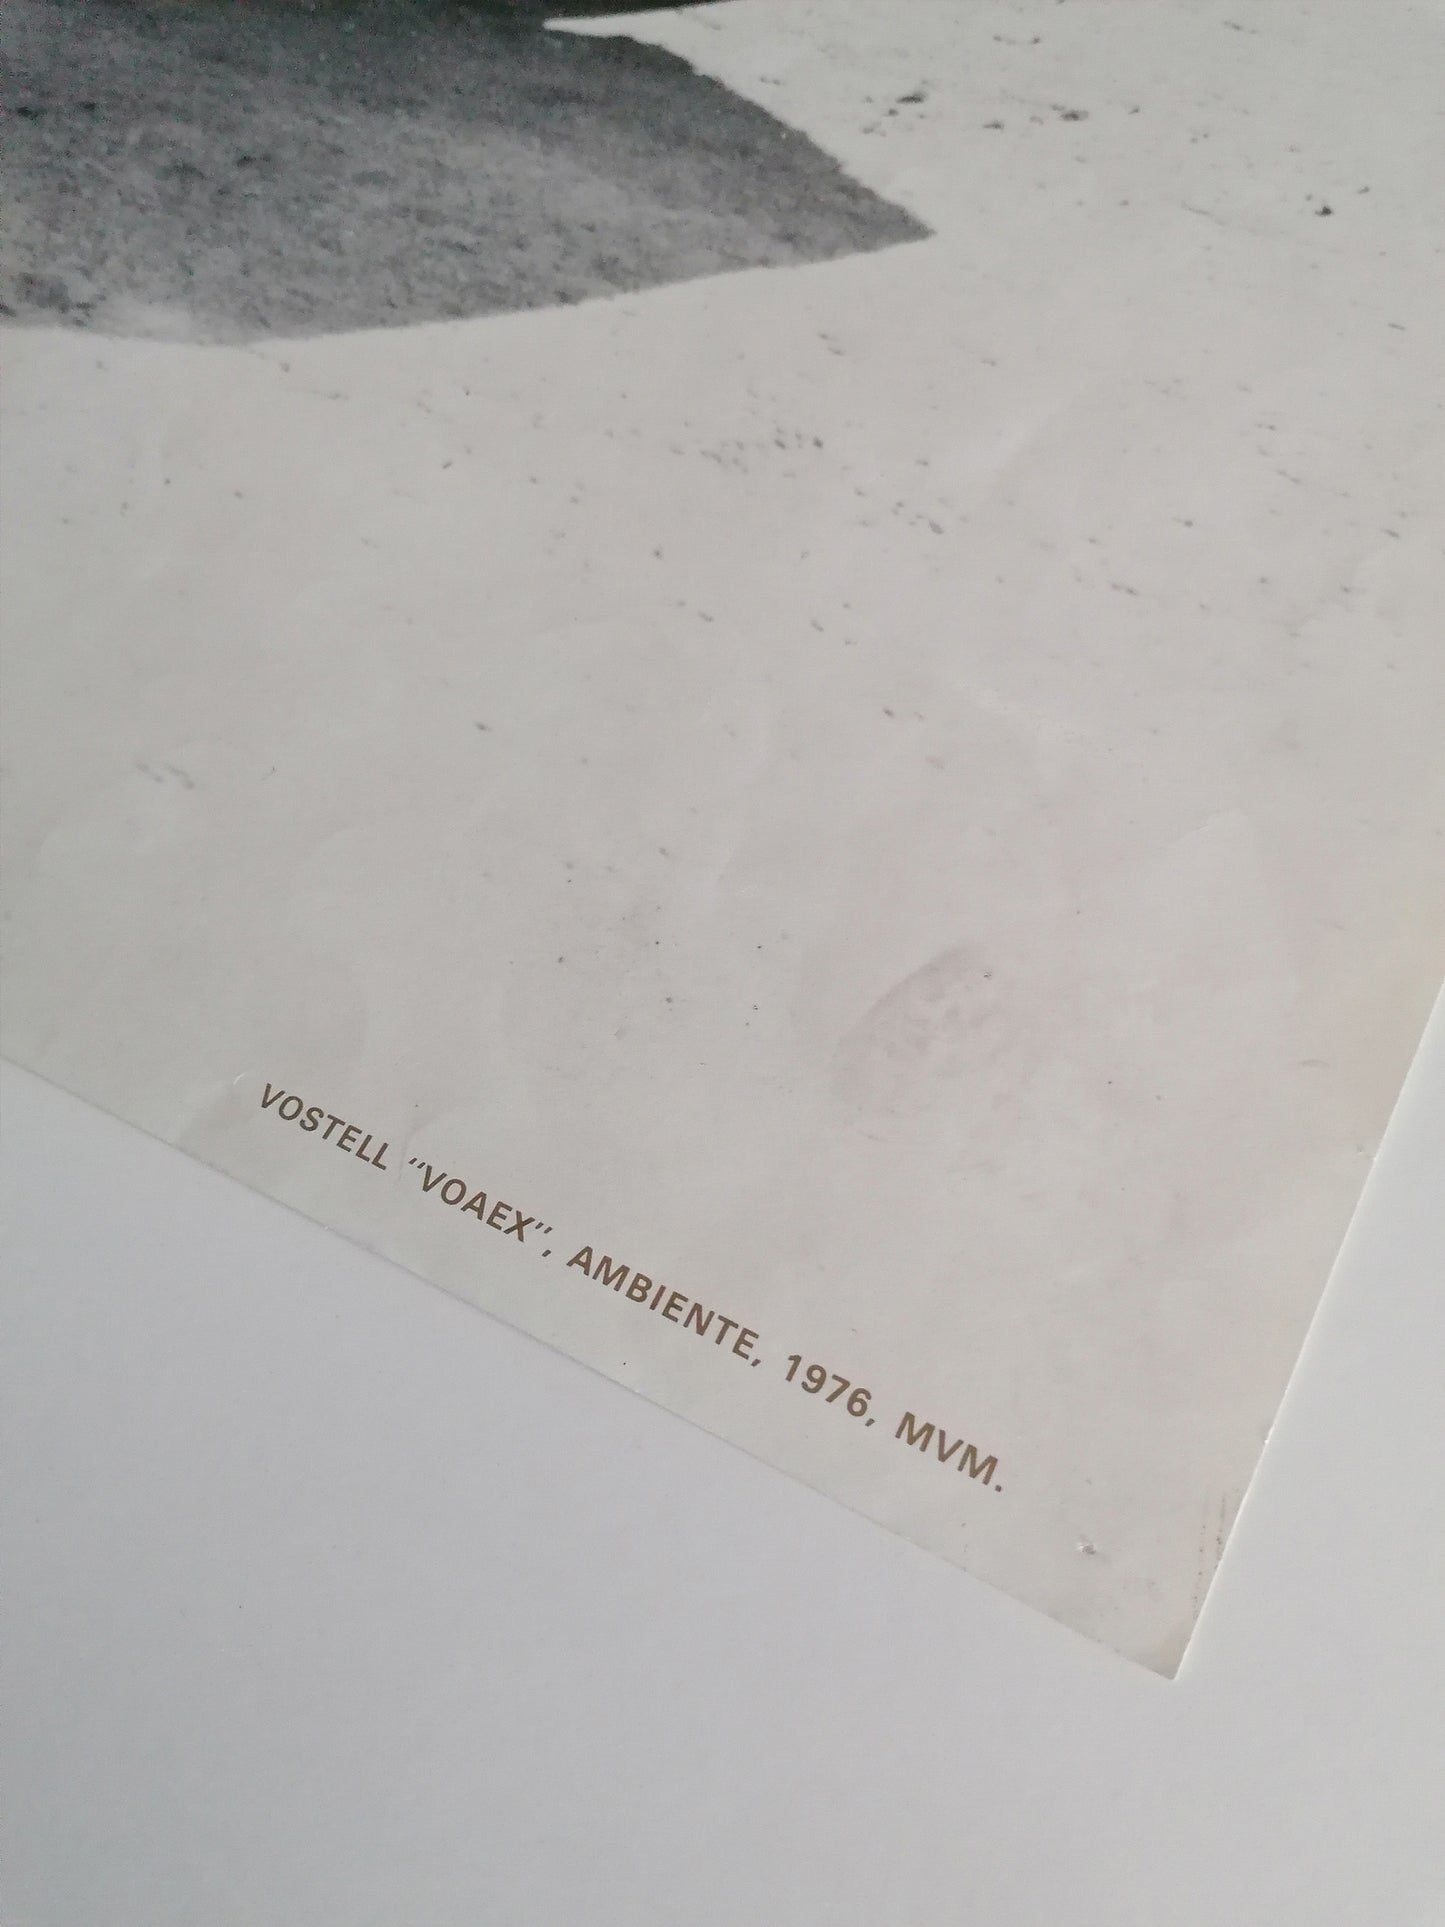 VOSTELL "VOAEX", AMBIENTE, 1976, MVM.